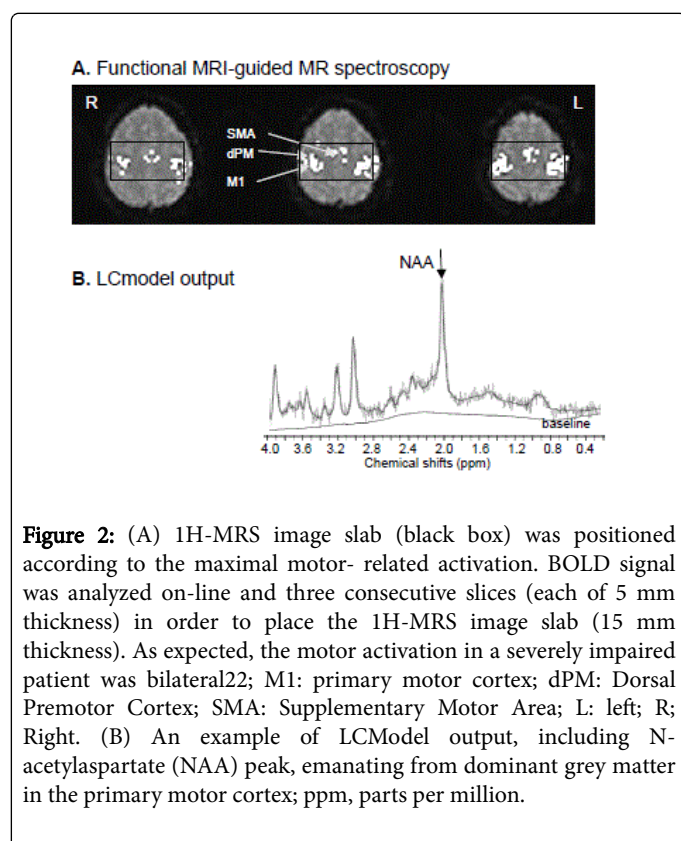 A. Functional MRI-guided MR spectroscopy
R
L
SMA
dPM
M1
B. LCmodel output
NAA
baseline
4.0 3.6 3.2 2.8 2.4 2.0 1.6 1.2 0.8 0.4
Chemical shifts (ppm)
Figure 2: (A) 1H-MRS image slab (black box) was positioned
according to the maximal motor- related activation. BOLD signal
was analyzed on-line and three consecutive slices (each of 5 mm
thickness) in order to place the 1H-MRS image slab (15 mm
thickness). As expected, the motor activation in a severely impaired
patient was bilateral22; M1: primary motor cortex; dPM: Dorsal
Premotor Cortex; SMA: Supplementary Motor Area; L: left; R;
Right. (B) An example of LCModel output, including N-
acetylaspartate (NAA) peak, emanating from dominant grey matter
in the primary motor cortex; ppm, parts per million.